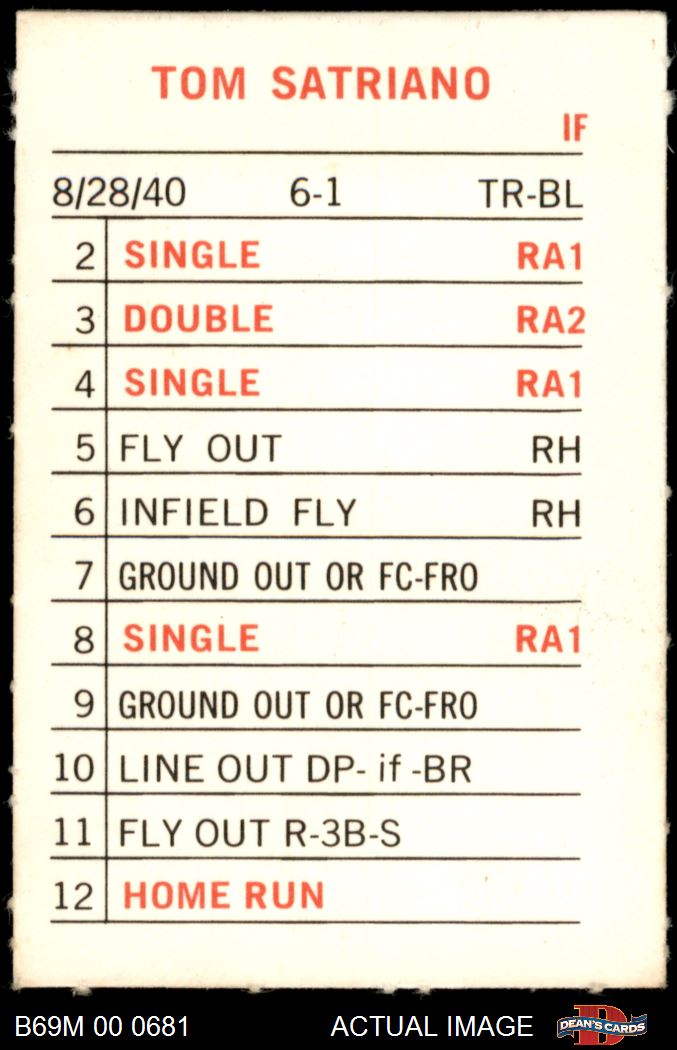 TOM SATRIANO
IF
8/28/40 6-1 TR-BL
2 SINGLE RA1
3 DOUBLE RA2
4 SINGLE RA1
5 FLY OUT RH
6 INFIELD FLY RH
7 GROUND OUT OR FC-FRO
8 SINGLE RA1
9 GROUND OUT OR FC-FRO
10 LINE OUT DP- if -BR
11 FLY OUT R-3B-S
12 HOME RUN
B69M 00 0681 ACTUAL IMAGE D DEAN'S CARDS